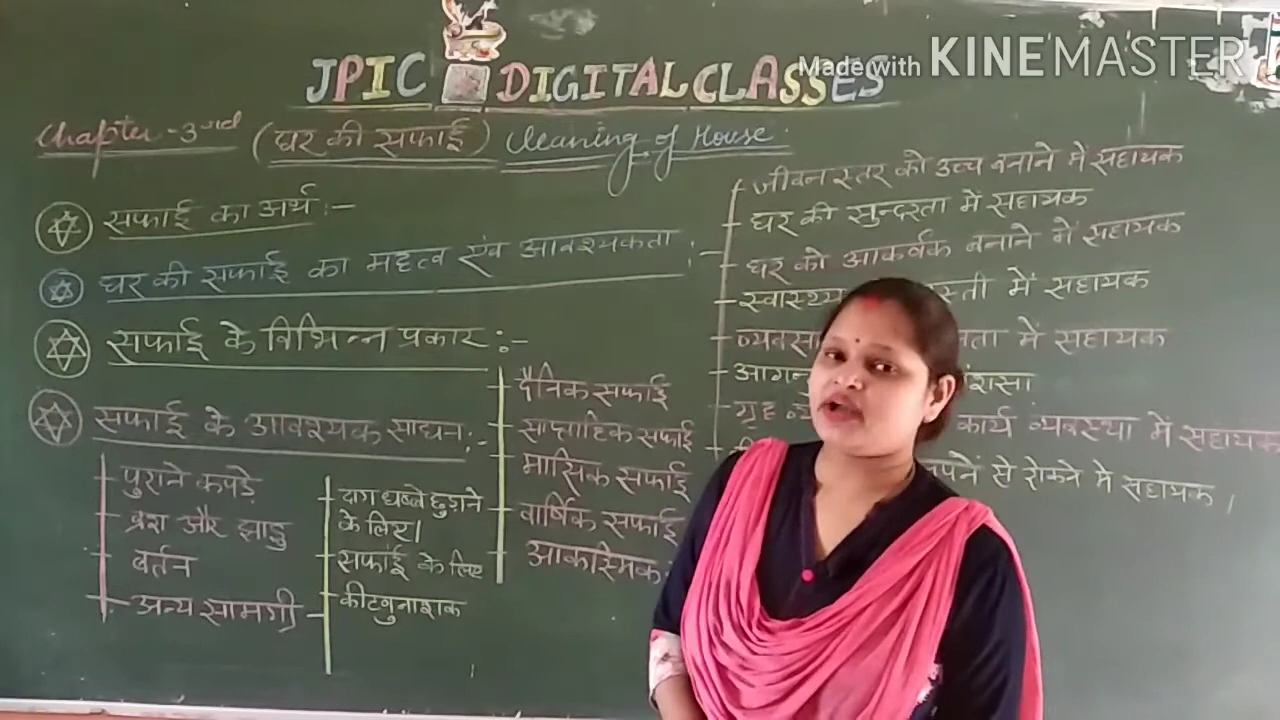 Made with KINEMASTER
JPIC DIGITAL CLASSES
Chapter-3rd (घर की सफाई) Cleaning of House.
सफाई का अर्थ :-
घर की सफाई का महत्व एंव आवश्यकता :-
जीवन स्तर को उच्च बनाने में सहायक
घर की सुन्दरता में सहायक
घर को आकर्षक बनाने में सहायक
स्वास्थ्य में सहायक
में सहायक
गृह कार्य व्यवस्था में सहायक
से रोकने मे सहायक।
सफाई के विभिन्न प्रकार :-
दैनिक सफाई
साप्ताहिक सफाई
मासिक सफाई
वार्षिक सफाई
आकस्मिक
सफाई के आवश्यक साधन :-
पुराने कपड़े
ब्रश और झाडु
बर्तन
अन्य सामग्री
दाग धब्बे छुड़ाने
के लिए।
सफाई के लिए
कीटाणुनाशक